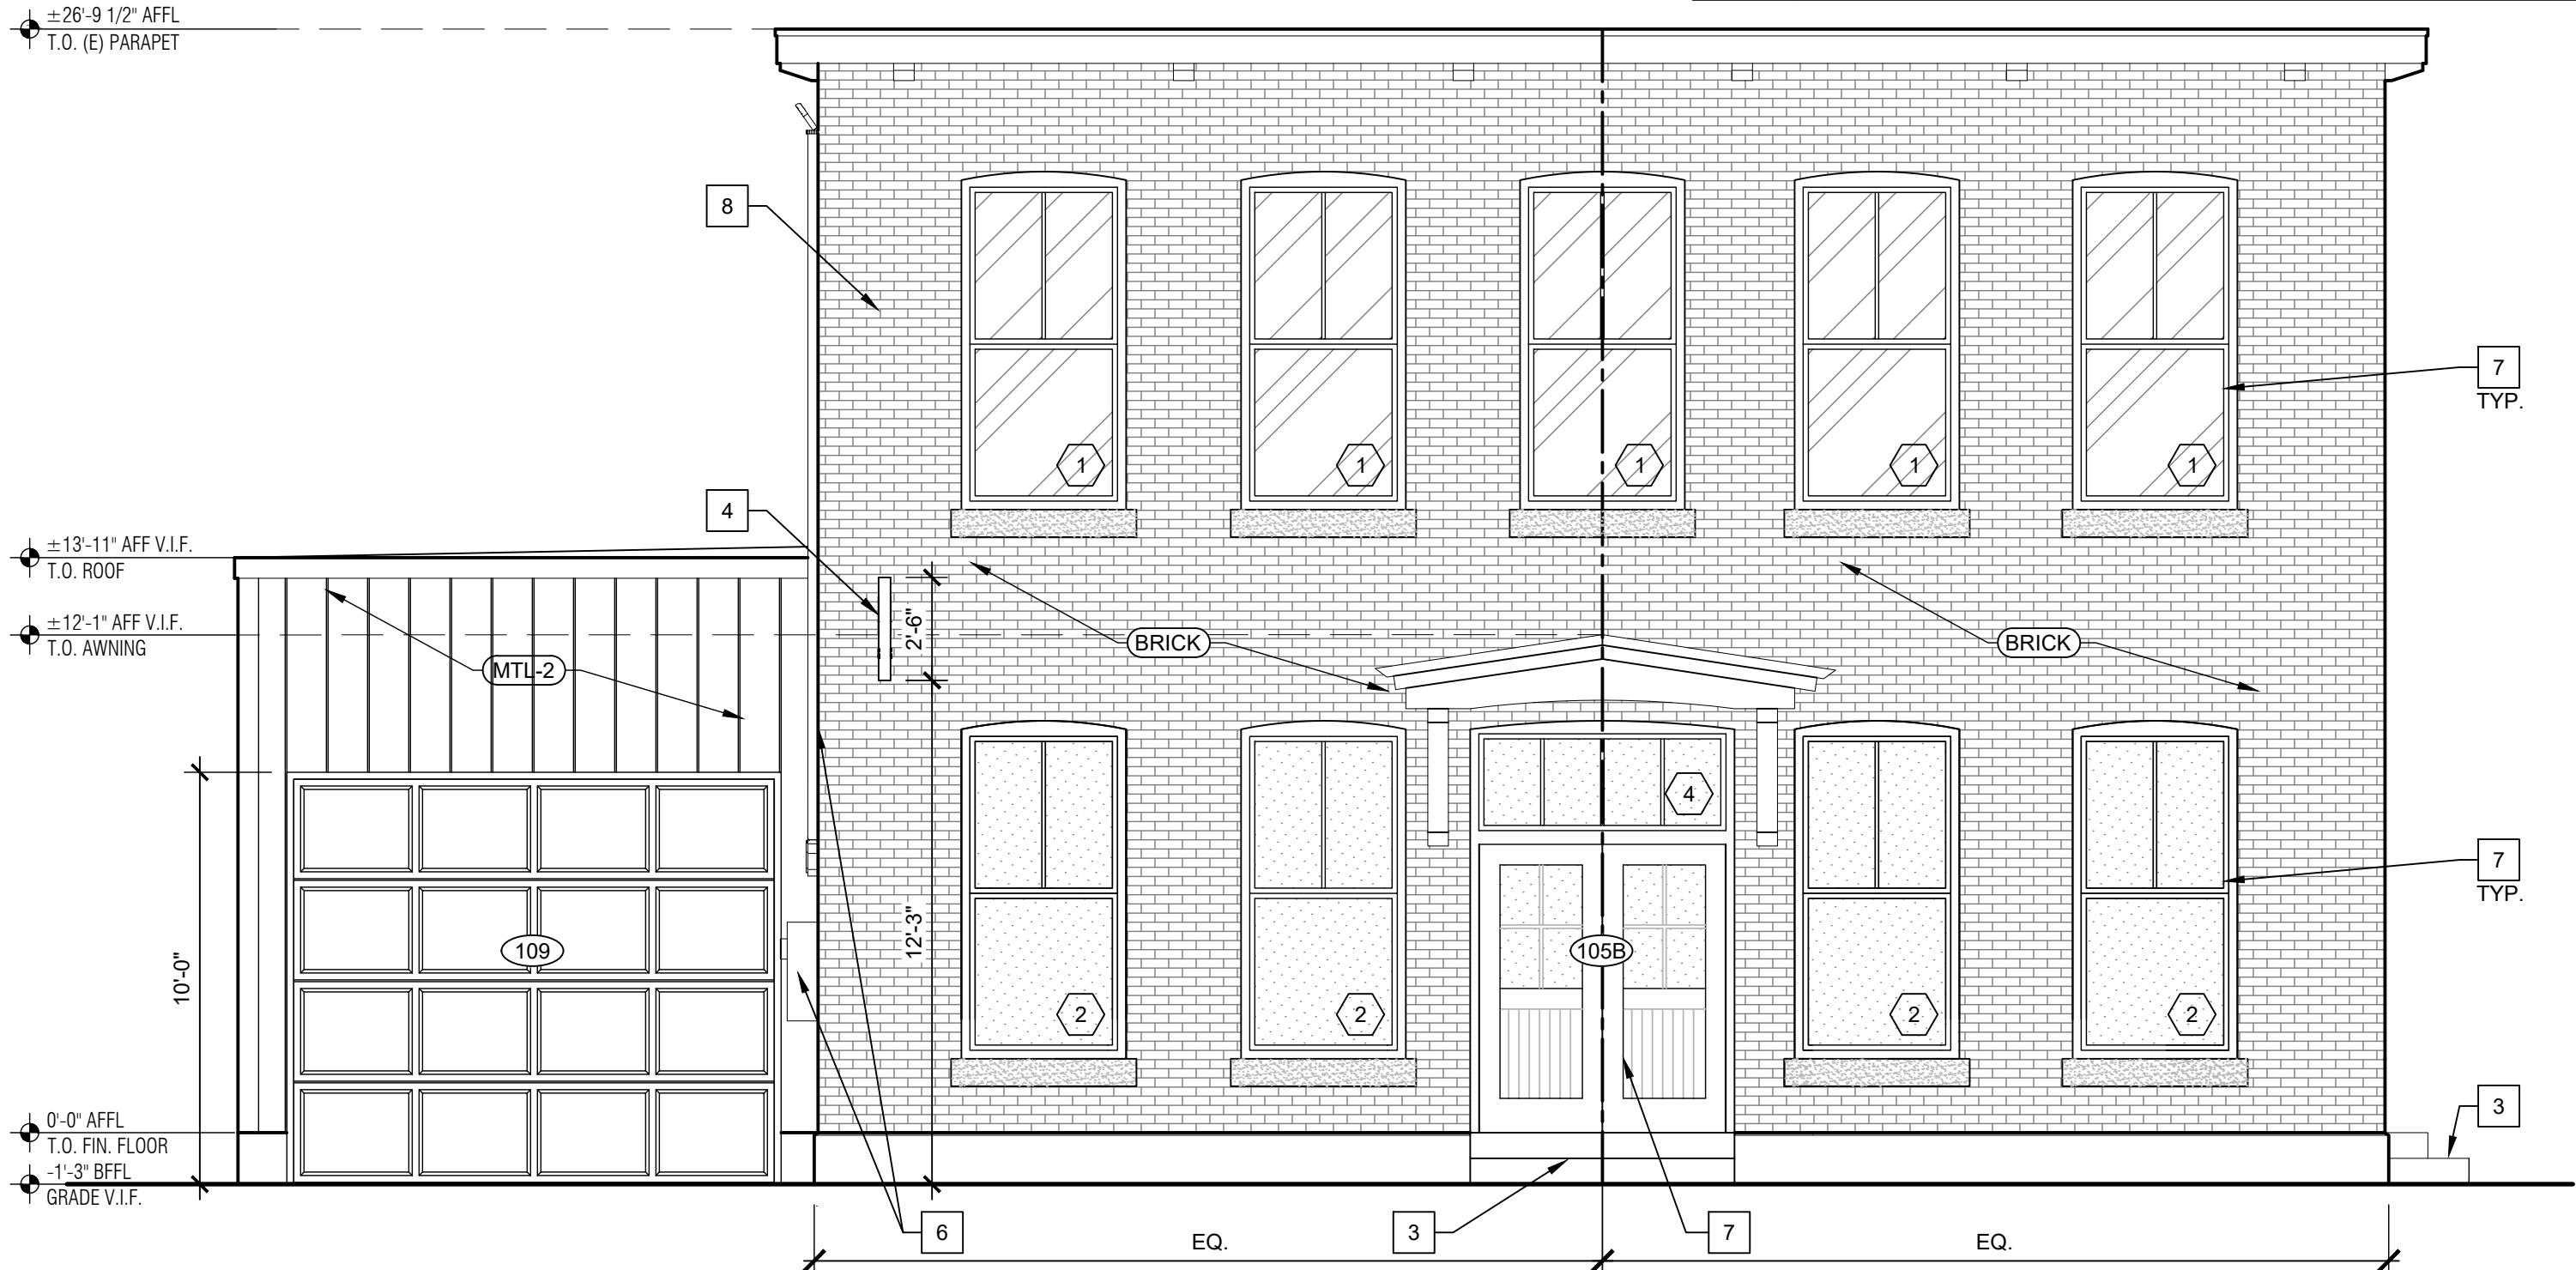 ±26'-9 1/2" AFFL
T.O. (E) PARAPET
8
7
TYP.
1
1
1
1
1
4
±13'-11" AFF V.I.F.
T.O. ROOF
±12'-1" AFF V.I.F.
T.O. AWNING
2'-6"
BRICK
BRICK
MTL-2
4
7
TYP.
12'-3"
109
105B
10'-0"
2
2
2
2
3
0'-0" AFFL
T.O. FIN. FLOOR
-1'-3" BFFL
GRADE V.I.F.
6
3
7
EQ.
EQ.